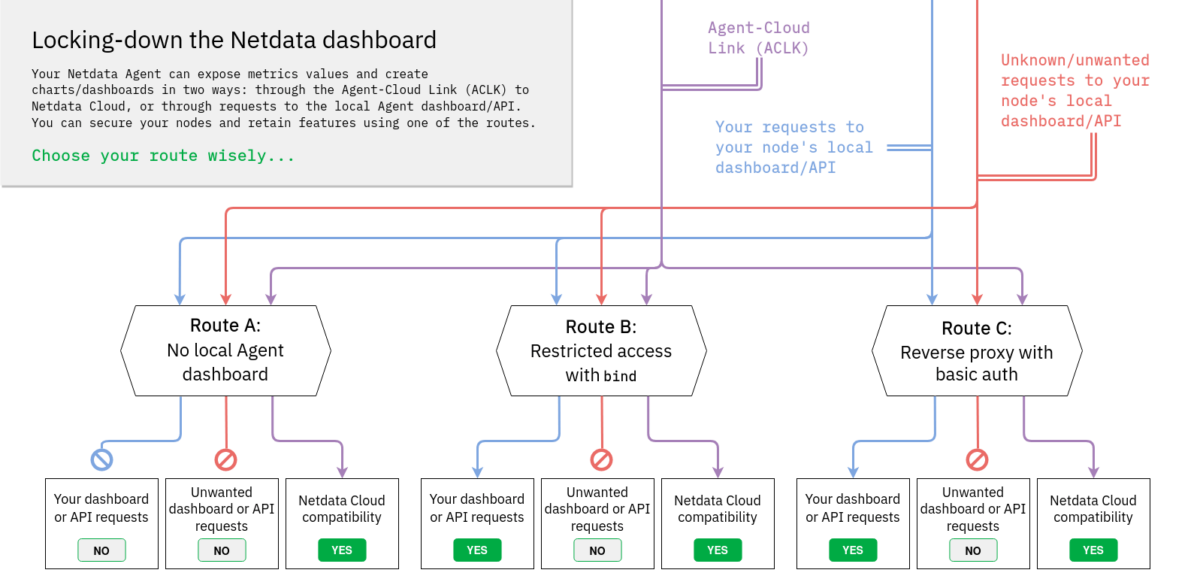 Locking-down the Netdata dashboard
Your Netdata Agent can expose metrics values and create
charts/dashboards in two ways: through the Agent-Cloud Link (ACLK) to
Netdata Cloud, or through requests to the local Agent dashboard/API.
You can secure your nodes and retain features using one of the routes.
Choose your route wisely...
Agent-Cloud
Link (ACLK)
Your requests to
your node's local
dashboard/API
Unknown/unwanted
requests to your
node's local
dashboard/API
Route A:
No local Agent
dashboard
Route B:
Restricted access
with bind
Route C:
Reverse proxy with
basic auth
Your dashboard
or API requests
NO
Unwanted
dashboard or API
requests
NO
Netdata Cloud
compatibility
YES
Your dashboard
or API requests
YES
Unwanted
dashboard or API
requests
NO
Netdata Cloud
compatibility
YES
Your dashboard
or API requests
YES
Unwanted
dashboard or API
requests
NO
Netdata Cloud
compatibility
YES